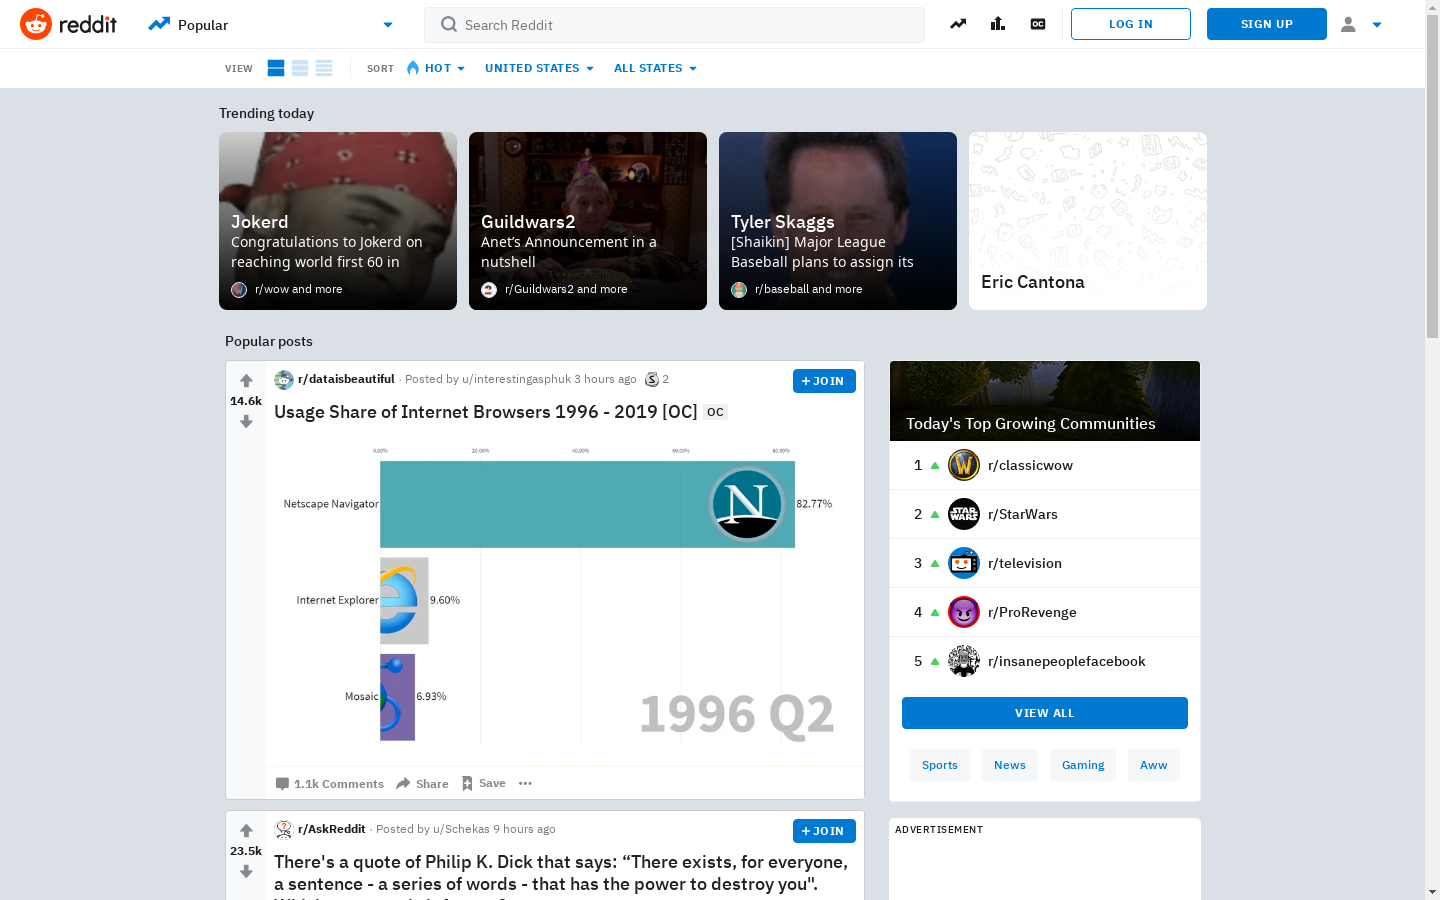 reddit
Popular
Search Reddit
LOG IN
SIGN UP
VIEW
SORT
HOT
UNITED STATES
ALL STATES
Trending today
Jokerd
Congratulations to Jokerd on
reaching world first 60 in
r/wow and more
Guildwars2
Anet’s Announcement in a
nutshell
I expect nothing,
r/Guildwars2 and more
Tyler Skaggs
[Shaikin] Major League
Baseball plans to assign its
r/baseball and more
Eric Cantona
Popular posts
14.6k
r/dataisbeautiful · Posted by u/interestingasphuk 3 hours ago S 2
+ JOIN
Usage Share of Internet Browsers 1996 - 2019 [OC] OC
0.00% 20.00% 40.00% 60.00% 80.00%
Netscape Navigator
N
82.77%
Internet Explorer
9.60%
Mosaic
6.93%
1996 Q2
1.1k Comments
Share
Save
Today's Top Growing Communities
1 r/classicwow
2 STAR WARS r/StarWars
3 r/television
4 r/ProRevenge
5 r/insanepeoplefacebook
VIEW ALL
Sports
News
Gaming
Aww
ADVERTISEMENT
23.5k
r/AskReddit · Posted by u/Schekas 9 hours ago
+ JOIN
There's a quote of Philip K. Dick that says: “There exists, for everyone,
a sentence - a series of words - that has the power to destroy you".